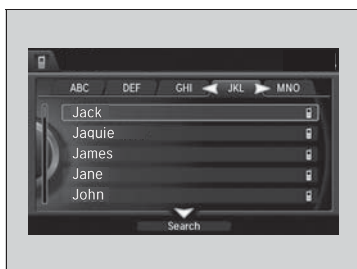 ABC DEF GHI JKL MNO
Jack
Jaquie
James
Jane
John
Search